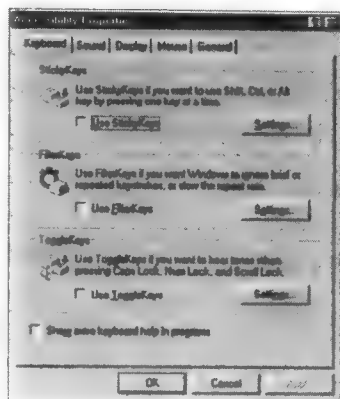 Accessibility Properties
Keyboard Sound Display Mouse General
StickyKeys
Use StickyKeys if you want to use Shift, Ctrl, or Alt
key by pressing one key at a time.
Use StickyKeys
Settings...
FilterKeys
Use FilterKeys if you want Windows to ignore brief or
repeated keystrokes, or slow the repeat rate.
Use FilterKeys
Settings...
ToggleKeys
Use ToggleKeys if you want to hear tones when
pressing Caps Lock, Num Lock, and Scroll Lock.
Use ToggleKeys
Settings...
Show extra keyboard help in programs
OK Cancel Apply